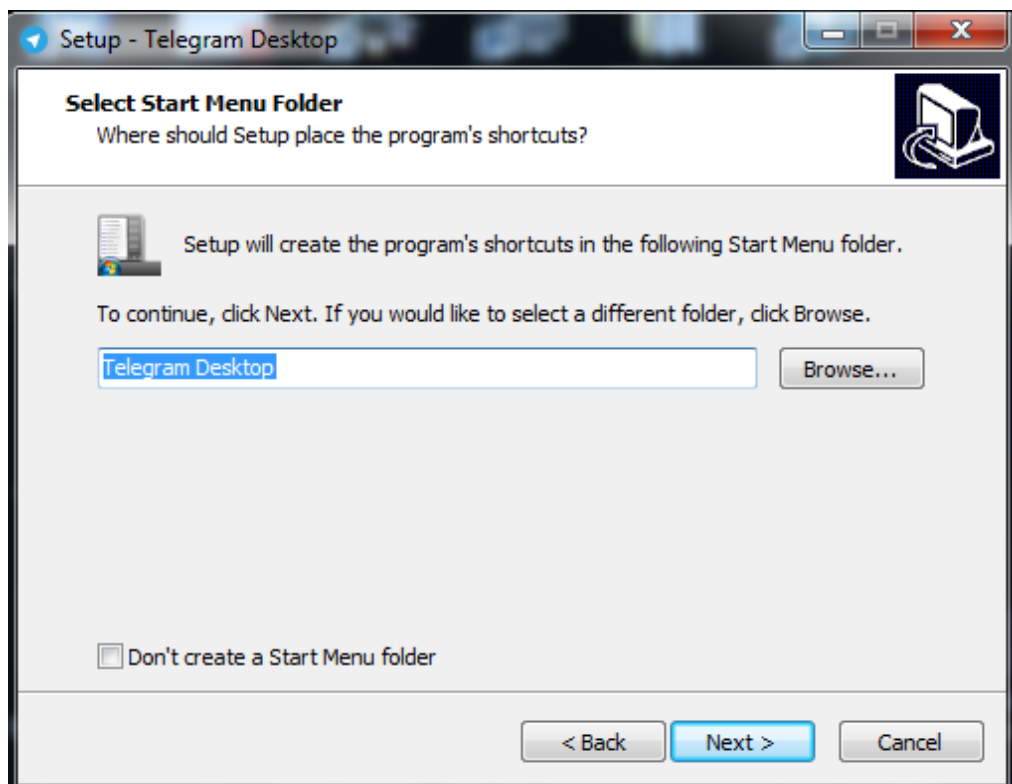 Setup - Telegram Desktop
Select Start Menu Folder
Where should Setup place the program's shortcuts?
Setup will create the program's shortcuts in the following Start Menu folder.
To continue, click Next. If you would like to select a different folder, click Browse.
Telegram Desktop
Browse...
Don't create a Start Menu folder
< Back
Next >
Cancel